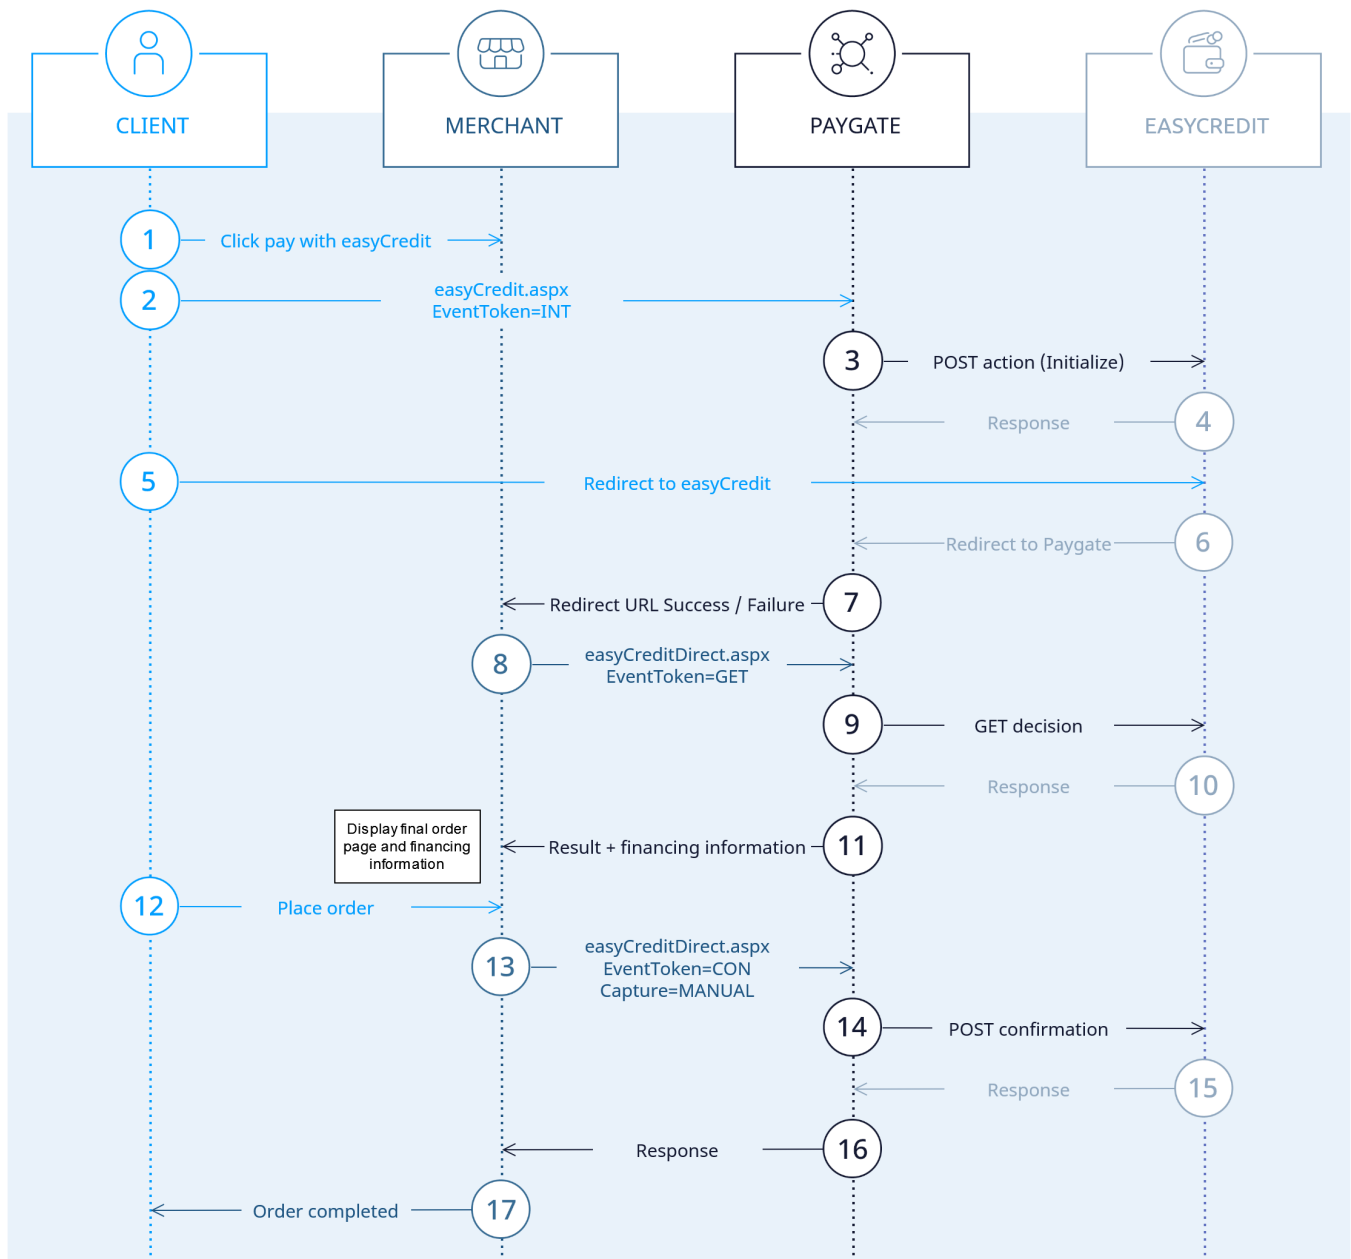 CLIENT
MERCHANT
PAYGATE
EASYCREDIT
1
Click pay with easyCredit
2
easyCredit.aspx
EventToken=INT
3
POST action (Initialize)
4
Response
5
Redirect to easyCredit
6
Redirect to Paygate
7
Redirect URL Success / Failure
8
easyCreditDirect.aspx
EventToken=GET
9
GET decision
10
Response
11
Result + financing information
Display final order
page and financing
information
12
Place order
13
easyCreditDirect.aspx
EventToken=CON
Capture=MANUAL
14
POST confirmation
15
Response
16
Response
17
Order completed